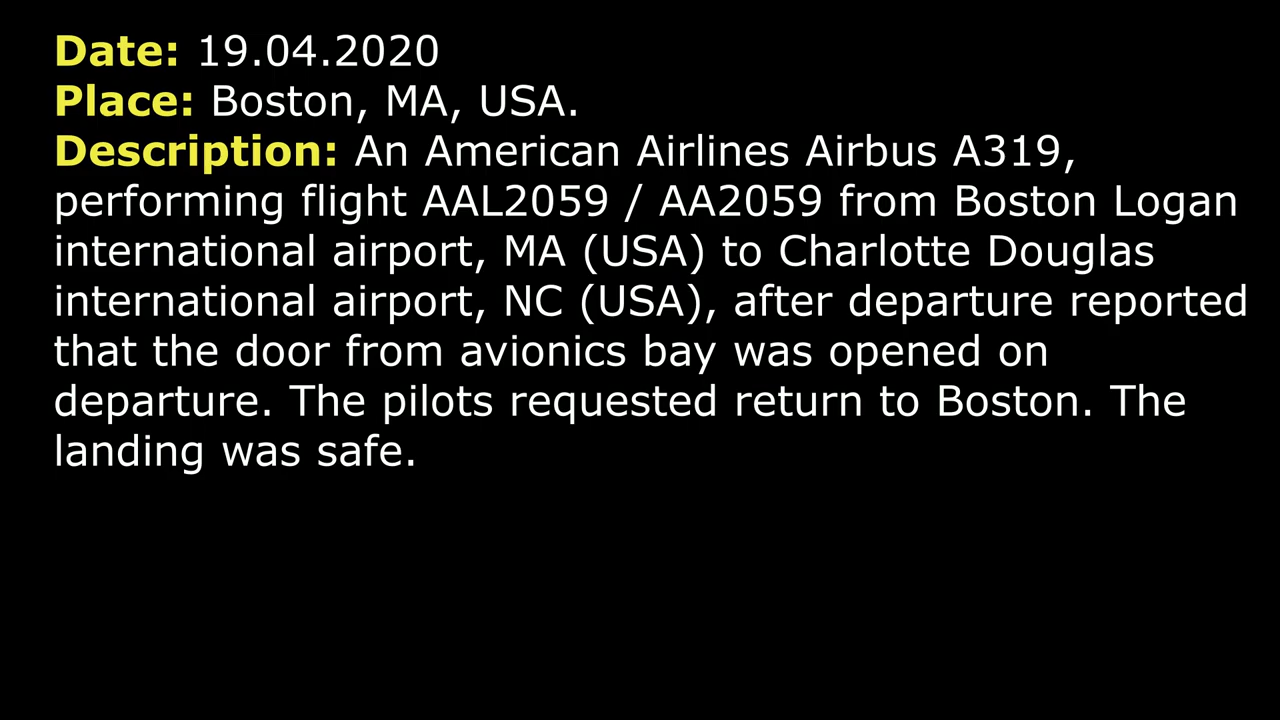 Date: 19.04.2020
Place: Boston, MA, USA.
Description: An American Airlines Airbus A319,
performing flight AAL2059 / AA2059 from Boston Logan
international airport, MA (USA) to Charlotte Douglas
international airport, NC (USA), after departure reported
that the door from avionics bay was opened on
departure. The pilots requested return to Boston. The
landing was safe.